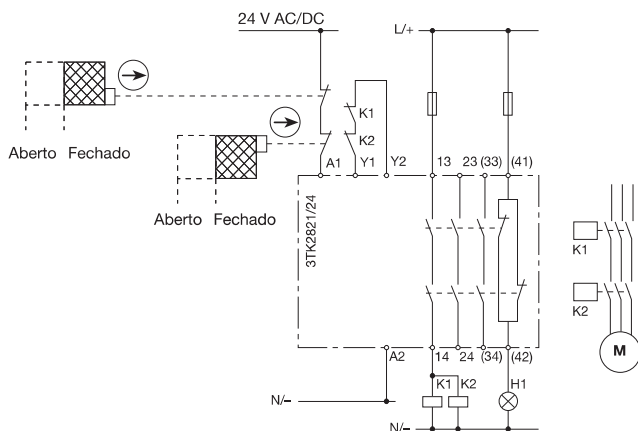 24 V AC/DC
L/+
K1
K2
Aberto Fechado
A1 Y1 Y2 13 23 (33) (41)
Aberto Fechado
3TK2821/24
K1
K2
M
A2 14 24 (34) (42)
K1 K2 H1
N/–
N/–